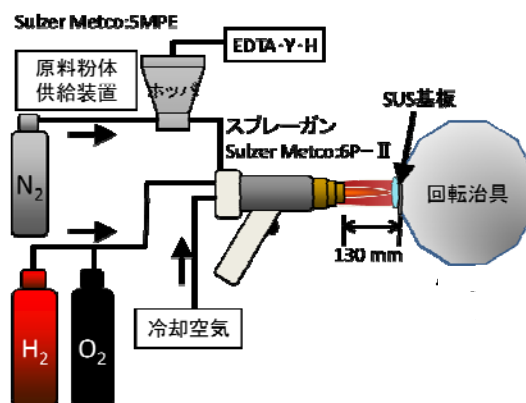 Sulzer Metco:5MPE
EDTA・Y・H
原料粉体
供給装置
ホッパ
SUS基板
スプレーガン
Sulzer Metco:6P-Ⅱ
N2
回転治具
130 mm
冷却空気
H2
O2